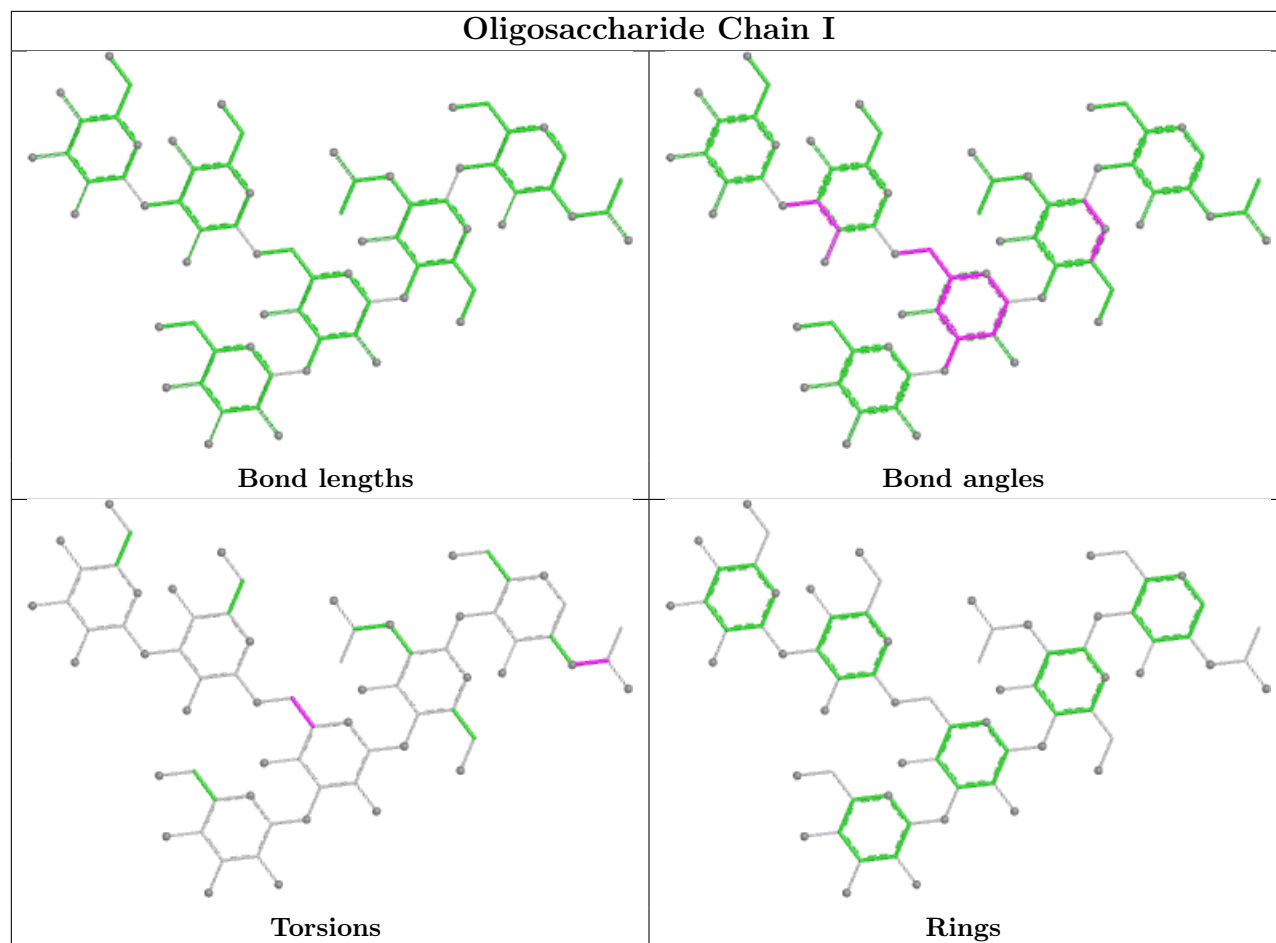 Oligosaccharide Chain I
Bond lengths
Bond angles
Torsions
Rings